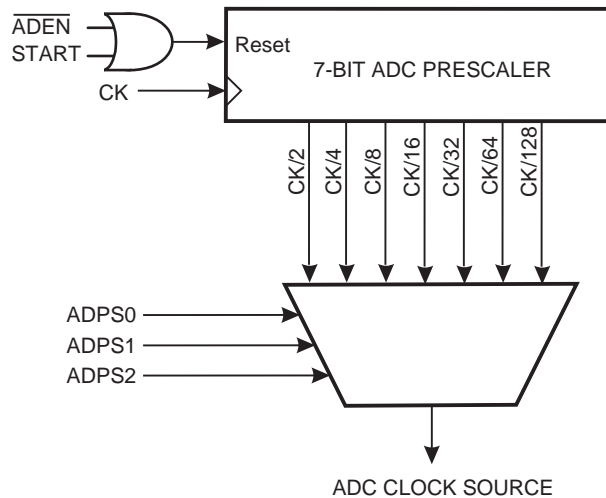 ADEN
START
Reset
7-BIT ADC PRESCALER
CK
CK/2
CK/4
CK/8
CK/16
CK/32
CK/64
CK/128
ADPS0
ADPS1
ADPS2
ADC CLOCK SOURCE